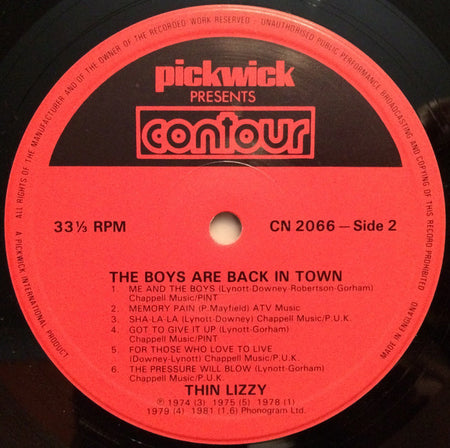 ALL RIGHTS OF THE MANUFACTURER AND OF THE OWNER OF THE RECORDED WORK RESERVED - UNAUTHORISED PUBLIC PERFORMANCE BROADCASTING AND COPYING OF THIS RECORD PROHIBITED
pickwick
PRESENTS
contour
33⅓ RPM
CN 2066 — Side 2
THE BOYS ARE BACK IN TOWN
1. ME AND THE BOYS (Lynott-Downey-Robertson-Gorham)
Chappell Music/PINT
2. MEMORY PAIN (P.Mayfield) ATV Music
3. SHA-LA-LA (Lynott-Downey) Chappell Music/P.U.K.
4. GOT TO GIVE IT UP (Lynott-Gorham)
Chappell Music/PINT
5. FOR THOSE WHO LOVE TO LIVE
(Downey-Lynott) Chappell Music/P.U.K.
6. THE PRESSURE WILL BLOW (Lynott-Gorham)
Chappell Music/P.U.K.
THIN LIZZY
℗ 1974 (3) 1975 (5) 1978 (1)
1979 (4) 1981 (1,6) Phonogram Ltd.
A PICKWICK INTERNATIONAL PRODUCT
MADE IN ENGLAND